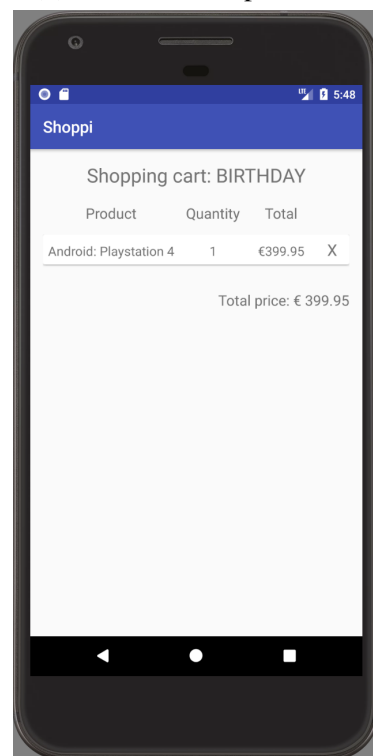 LTE 5:48
Shoppi
Shopping cart: BIRTHDAY
Product Quantity Total
Android: Playstation 4 1 €399.95 X
Total price: € 399.95